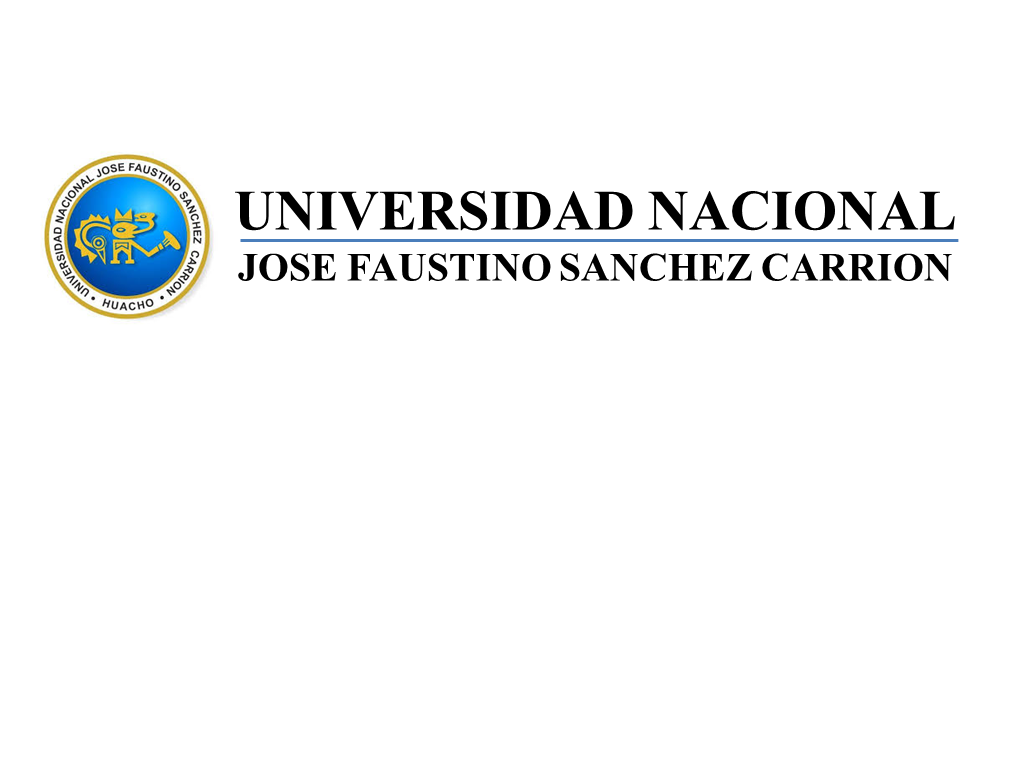 UNIVERSIDAD NACIONAL JOSE FAUSTINO SANCHEZ CARRION
• HUACHO •
UNIVERSIDAD NACIONAL
JOSE FAUSTINO SANCHEZ CARRION